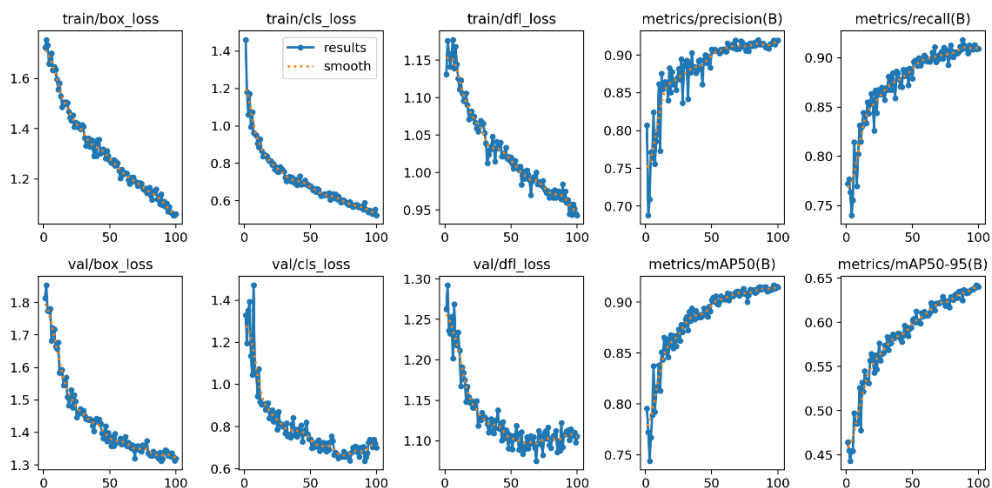 train/box_loss
train/cls_loss
train/dfl_loss
metrics/precision(B)
metrics/recall(B)
1.6
1.4
1.2
0 50 100
1.4
1.2
1.0
0.8
0.6
results
smooth
0 50 100
1.15
1.10
1.05
1.00
0.95
0 50 100
0.90
0.85
0.80
0.75
0.70
0 50 100
0.90
0.85
0.80
0.75
0 50 100
val/box_loss
val/cls_loss
val/dfl_loss
metrics/mAP50(B)
metrics/mAP50-95(B)
1.8
1.7
1.6
1.5
1.4
1.3
0 50 100
1.4
1.2
1.0
0.8
0.6
0 50 100
1.30
1.25
1.20
1.15
1.10
0 50 100
0.90
0.85
0.80
0.75
0 50 100
0.65
0.60
0.55
0.50
0.45
0 50 100